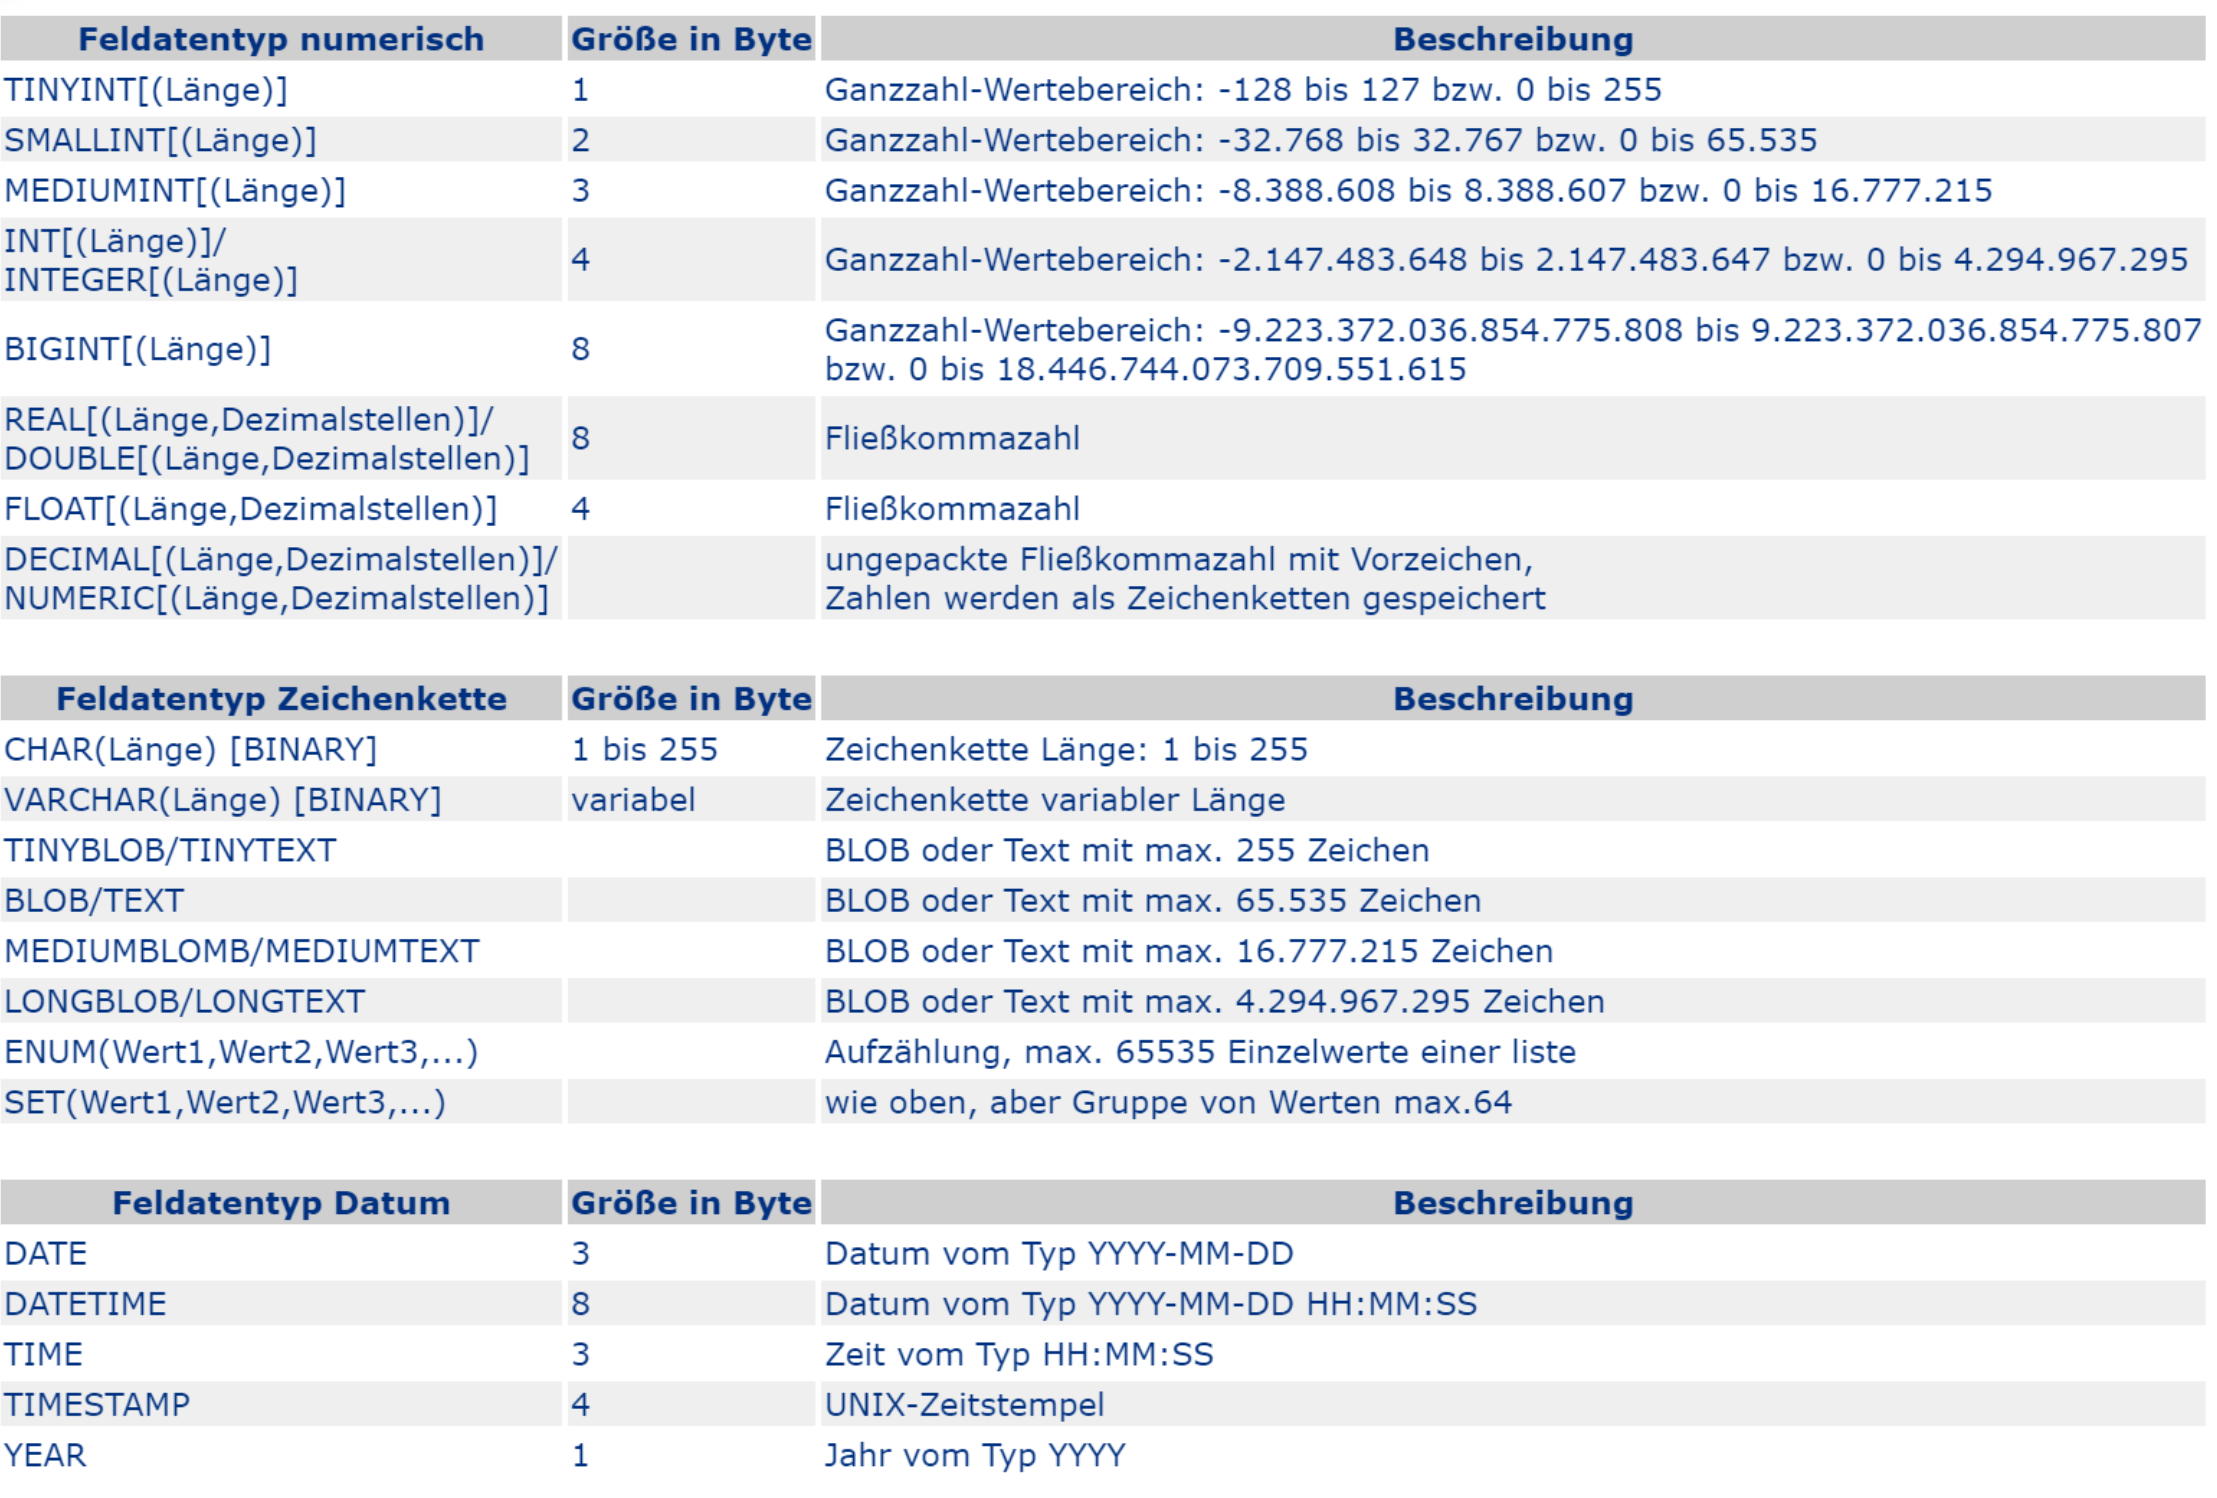 Feldatentyp numerisch Größe in Byte Beschreibung
TINYINT[(Länge)] 1 Ganzzahl-Wertebereich: -128 bis 127 bzw. 0 bis 255
SMALLINT[(Länge)] 2 Ganzzahl-Wertebereich: -32.768 bis 32.767 bzw. 0 bis 65.535
MEDIUMINT[(Länge)] 3 Ganzzahl-Wertebereich: -8.388.608 bis 8.388.607 bzw. 0 bis 16.777.215
INT[(Länge)]/
INTEGER[(Länge)] 4 Ganzzahl-Wertebereich: -2.147.483.648 bis 2.147.483.647 bzw. 0 bis 4.294.967.295
BIGINT[(Länge)] 8 Ganzzahl-Wertebereich: -9.223.372.036.854.775.808 bis 9.223.372.036.854.775.807
bzw. 0 bis 18.446.744.073.709.551.615
REAL[(Länge,Dezimalstellen)]/
DOUBLE[(Länge,Dezimalstellen)] 8 Fließkommazahl
FLOAT[(Länge,Dezimalstellen)] 4 Fließkommazahl
DECIMAL[(Länge,Dezimalstellen)]/ ungepackte Fließkommazahl mit Vorzeichen,
NUMERIC[(Länge,Dezimalstellen)] Zahlen werden als Zeichenketten gespeichert
Feldatentyp Zeichenkette Größe in Byte Beschreibung
CHAR(Länge) [BINARY] 1 bis 255 Zeichenkette Länge: 1 bis 255
VARCHAR(Länge) [BINARY] variabel Zeichenkette variabler Länge
TINYBLOB/TINYTEXT BLOB oder Text mit max. 255 Zeichen
BLOB/TEXT BLOB oder Text mit max. 65.535 Zeichen
MEDIUMBLOMB/MEDIUMTEXT BLOB oder Text mit max. 16.777.215 Zeichen
LONGBLOB/LONGTEXT BLOB oder Text mit max. 4.294.967.295 Zeichen
ENUM(Wert1,Wert2,Wert3,...) Aufzählung, max. 65535 Einzelwerte einer liste
SET(Wert1,Wert2,Wert3,...) wie oben, aber Gruppe von Werten max.64
Feldatentyp Datum Größe in Byte Beschreibung
DATE 3 Datum vom Typ YYYY-MM-DD
DATETIME 8 Datum vom Typ YYYY-MM-DD HH:MM:SS
TIME 3 Zeit vom Typ HH:MM:SS
TIMESTAMP 4 UNIX-Zeitstempel
YEAR 1 Jahr vom Typ YYYY